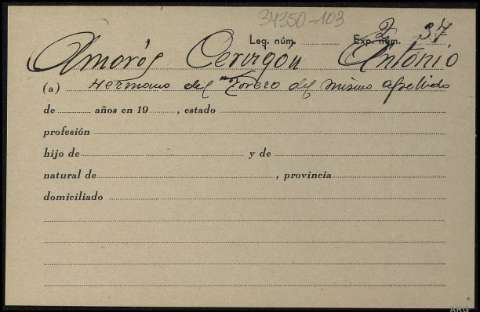 34350-103
Leg. núm. Exp. núm. 2 37
Amorós Cervigon Antonio
(a) Hermano del Torero del mismo apellido
de años en 19 , estado
profesión
hijo de y de
natural de , provincia
domiciliado